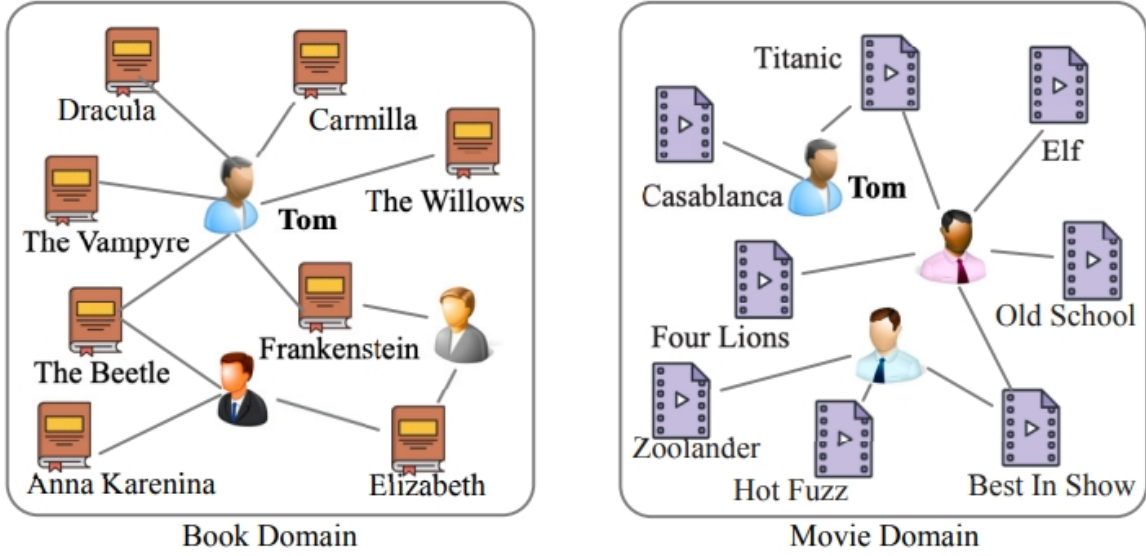 Dracula
Carmilla
The Willows
The Vampyre
Tom
The Beetle
Frankenstein
Anna Karenina
Elizabeth
Book Domain
Titanic
Elf
Casablanca
Tom
Four Lions
Old School
Zoolander
Hot Fuzz
Best In Show
Movie Domain